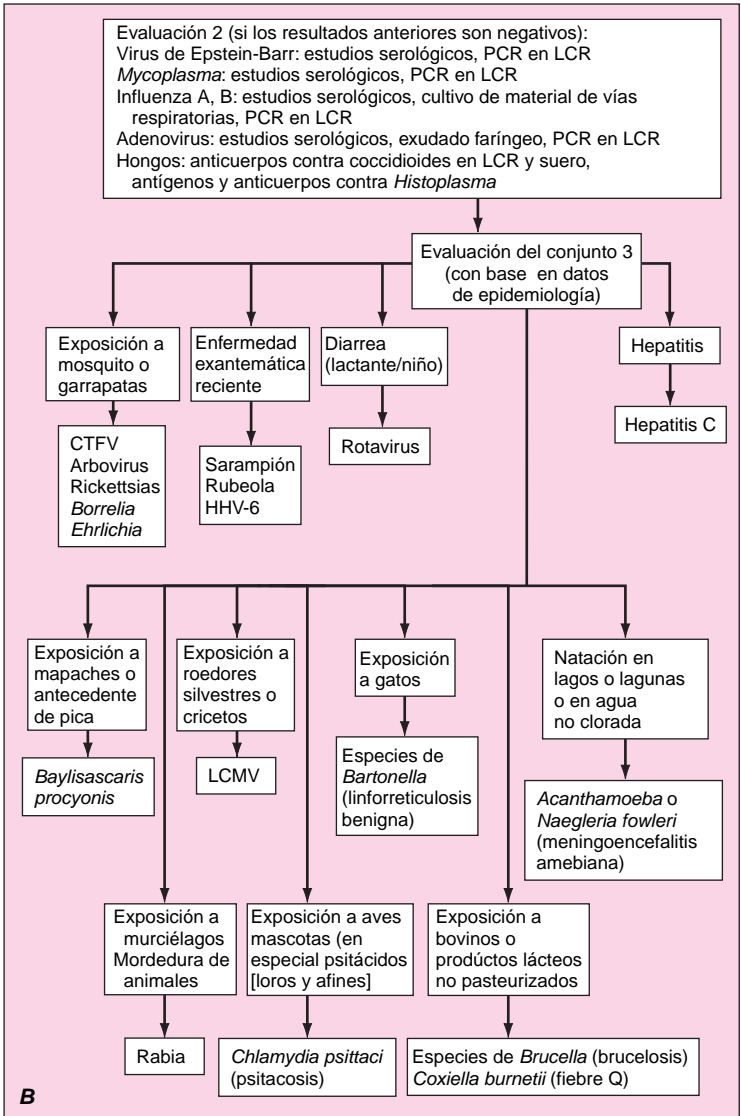 Evaluación 2 (si los resultados anteriores son negativos):
Virus de Epstein-Barr: estudios serológicos, PCR en LCR
Mycoplasma: estudios serológicos, PCR en LCR
Influenza A, B: estudios serológicos, cultivo de material de vías
respiratorias, PCR en LCR
Adenovirus: estudios serológicos, exudado faríngeo, PCR en LCR
Hongos: anticuerpos contra coccidioides en LCR y suero,
antígenos y anticuerpos contra Histoplasma
Evaluación del conjunto 3
(con base en datos
de epidemiología)
Exposición a
mosquito o
garrapatas
Enfermedad
exantemática
reciente
Diarrea
(lactante/niño)
Hepatitis
CTFV
Arbovirus
Rickettsias
Borrelia
Ehrlichia
Sarampión
Rubeola
HHV-6
Rotavirus
Hepatitis C
Exposición a
mapaches o
antecedente
de pica
Exposición a
roedores
silvestres o
cricetos
Exposición
a gatos
Natación en
lagos o lagunas
o en agua
no clorada
Baylisascaris
procyonis
LCMV
Especies de
Bartonella
(linforreticulosis
benigna)
Acanthamoeba o
Naegleria fowleri
(meningoencefalitis
amebiana)
Exposición a
murciélagos
Mordedura de
animales
Exposición a aves
mascotas (en
especial psitácidos
[loros y afines]
Exposición a
bovinos o
prodúctos lácteos
no pasteurizados
Rabia
Chlamydia psittaci
(psitacosis)
Especies de Brucella (brucelosis)
Coxiella burnetii (fiebre Q)
B